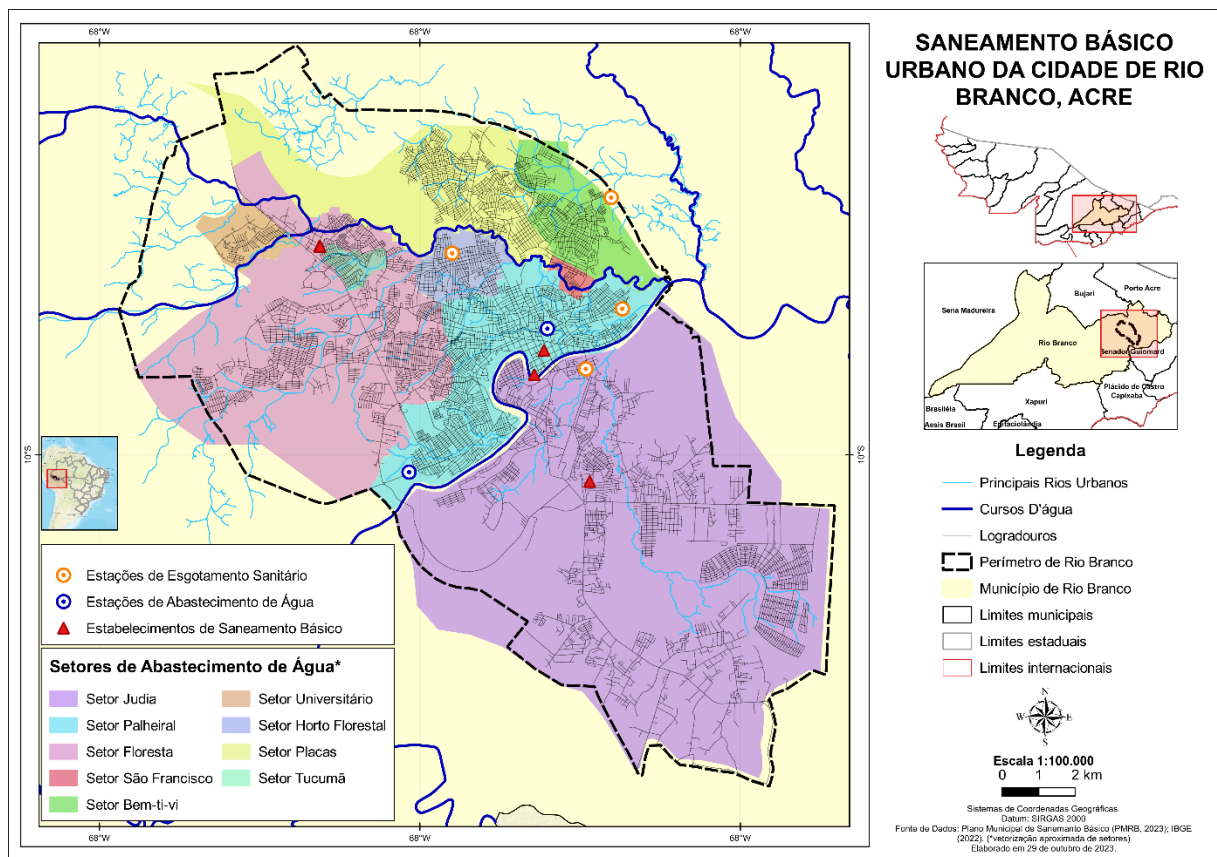 68°W
68°W
68°W
10°S
10°S
Estações de Esgotamento Sanitário
Estações de Abastecimento de Água
Estabelecimentos de Saneamento Básico
Setores de Abastecimento de Água*
Setor Judia
Setor Universitário
Setor Palheiral
Setor Horto Florestal
Setor Floresta
Setor Placas
Setor São Francisco
Setor Tucumã
Setor Bem-ti-vi
SANEAMENTO BÁSICO
URBANO DA CIDADE DE RIO
BRANCO, ACRE
Bujari
Porto Acre
Sena Madureira
Rio Branco
Senador Guiomard
Plácido de Castro
Capixaba
Xapuri
Brasiléia
Assis Brasil
Epitaciolândia
Legenda
Principais Rios Urbanos
Cursos D'água
Logradouros
Perímetro de Rio Branco
Município de Rio Branco
Limites municipais
Limites estaduais
Limites internacionais
N
W
E
S
Escala 1:100.000
0 1 2 km
Sistemas de Coordenadas Geográficas
Datum: SIRGAS 2000
Fonte de Dados: Plano Municipal de Sanemanto Básico (PMRB, 2023); IBGE
(2022). (*vetorização aproximada de setores)
Elaborado em 29 de outubro de 2023.